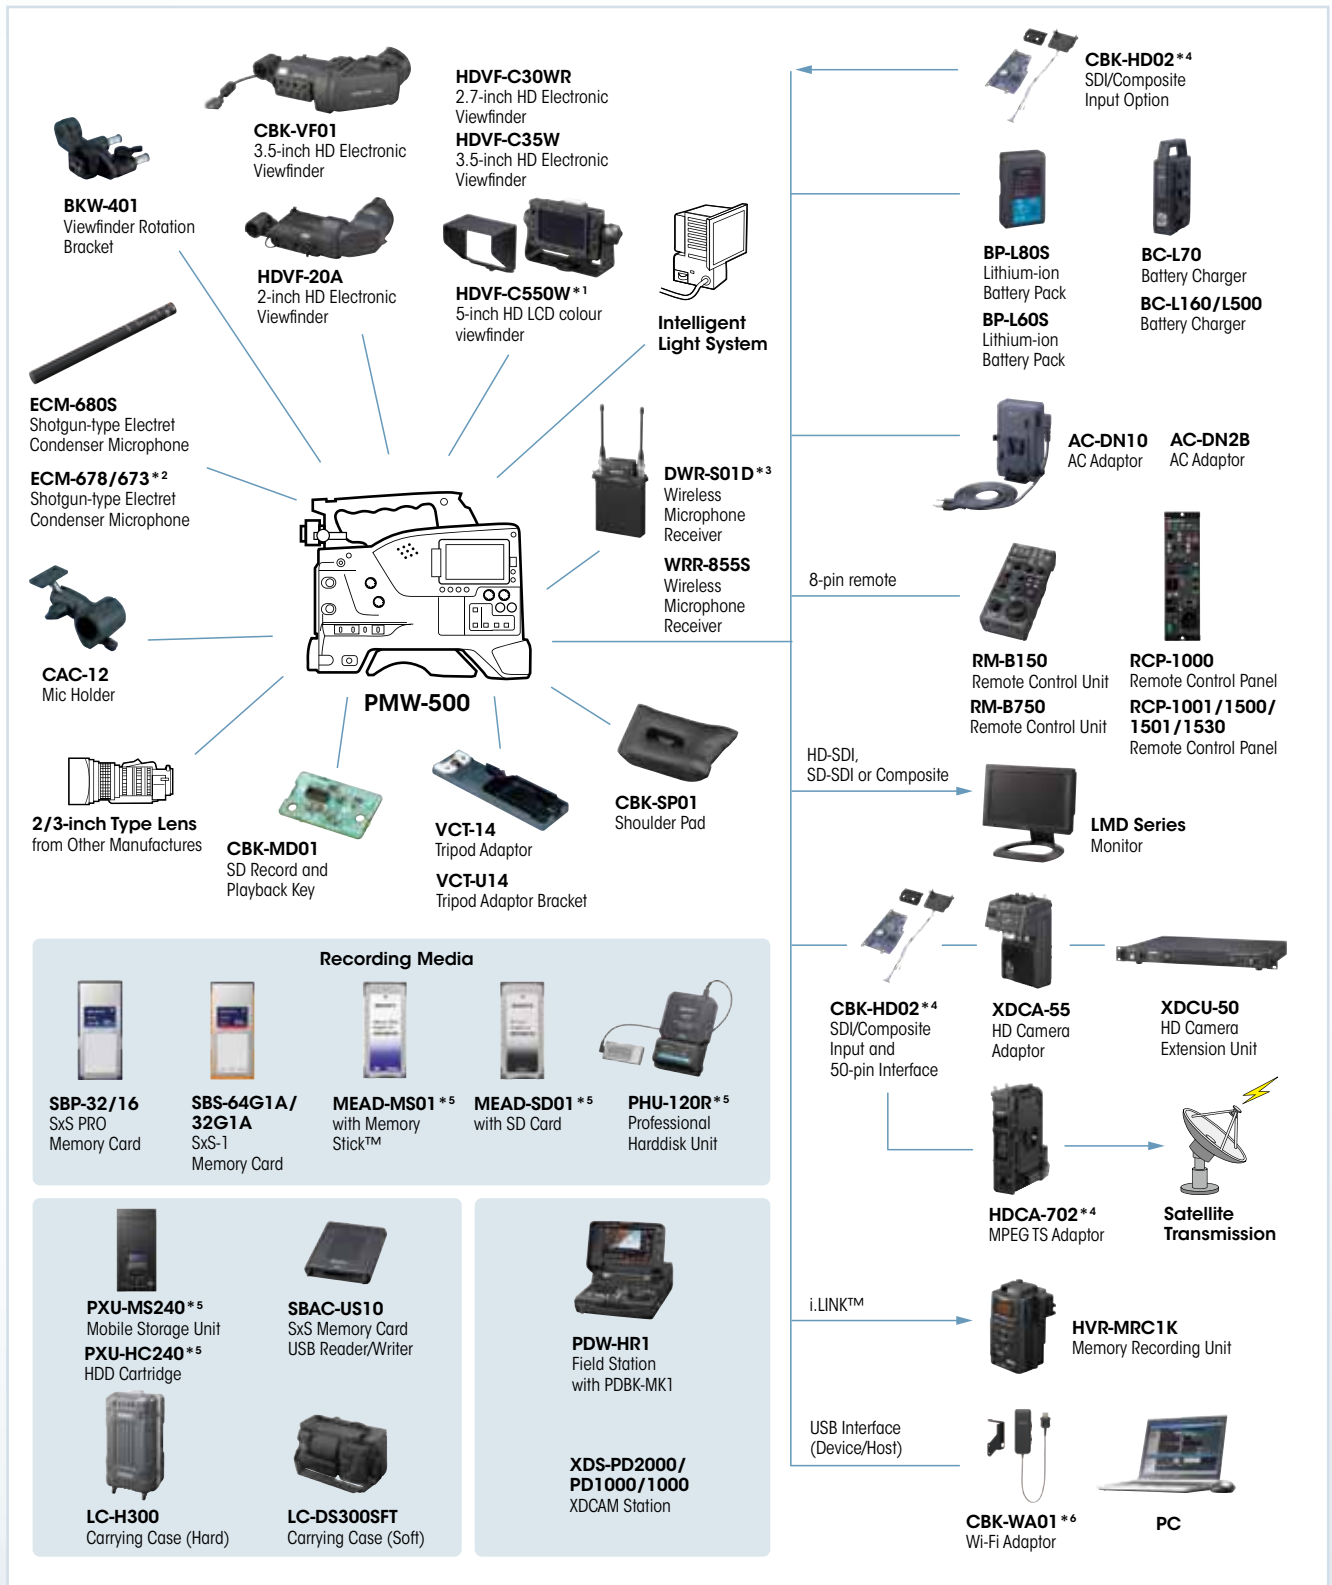 CBK-VF01
3.5-inch HD Electronic
Viewfinder
HDVF-C30WR
2.7-inch HD Electronic
Viewfinder
HDVF-C35W
3.5-inch HD Electronic
Viewfinder
BKW-401
Viewfinder Rotation
Bracket
HDVF-20A
2-inch HD Electronic
Viewfinder
HDVF-C550W*1
5-inch HD LCD colour
viewfinder
Intelligent
Light System
ECM-680S
Shotgun-type Electret
Condenser Microphone
ECM-678/673*2
Shotgun-type Electret
Condenser Microphone
DWR-S01D*3
Wireless
Microphone
Receiver
WRR-855S
Wireless
Microphone
Receiver
CAC-12
Mic Holder
PMW-500
2/3-inch Type Lens
from Other Manufactures
CBK-MD01
SD Record and
Playback Key
VCT-14
Tripod Adaptor
VCT-U14
Tripod Adaptor Bracket
CBK-SP01
Shoulder Pad
CBK-HD02*4
SDI/Composite
Input Option
BP-L80S
Lithium-ion
Battery Pack
BP-L60S
Lithium-ion
Battery Pack
BC-L70
Battery Charger
BC-L160/L500
Battery Charger
AC-DN10
AC Adaptor
AC-DN2B
AC Adaptor
8-pin remote
RM-B150
Remote Control Unit
RM-B750
Remote Control Unit
RCP-1000
Remote Control Panel
RCP-1001/1500/
1501/1530
Remote Control Panel
HD-SDI,
SD-SDI or Composite
LMD Series
Monitor
CBK-HD02*4
SDI/Composite
Input and
50-pin Interface
XDCA-55
HD Camera
Adaptor
XDCU-50
HD Camera
Extension Unit
HDCA-702*4
MPEG TS Adaptor
Satellite
Transmission
i.LINK™
HVR-MRC1K
Memory Recording Unit
USB Interface
(Device/Host)
CBK-WA01*6
Wi-Fi Adaptor
PC
Recording Media
SBP-32/16
SxS PRO
Memory Card
SBS-64G1A/
32G1A
SxS-1
Memory Card
MEAD-MS01*5
with Memory
Stick™
MEAD-SD01*5
with SD Card
PHU-120R*5
Professional
Harddisk Unit
PXU-MS240*5
Mobile Storage Unit
PXU-HC240*5
HDD Cartridge
SBAC-US10
SxS Memory Card
USB Reader/Writer
LC-H300
Carrying Case (Hard)
LC-DS300SFT
Carrying Case (Soft)
PDW-HR1
Field Station
with PDBK-MK1
XDS-PD2000/
PD1000/1000
XDCAM Station